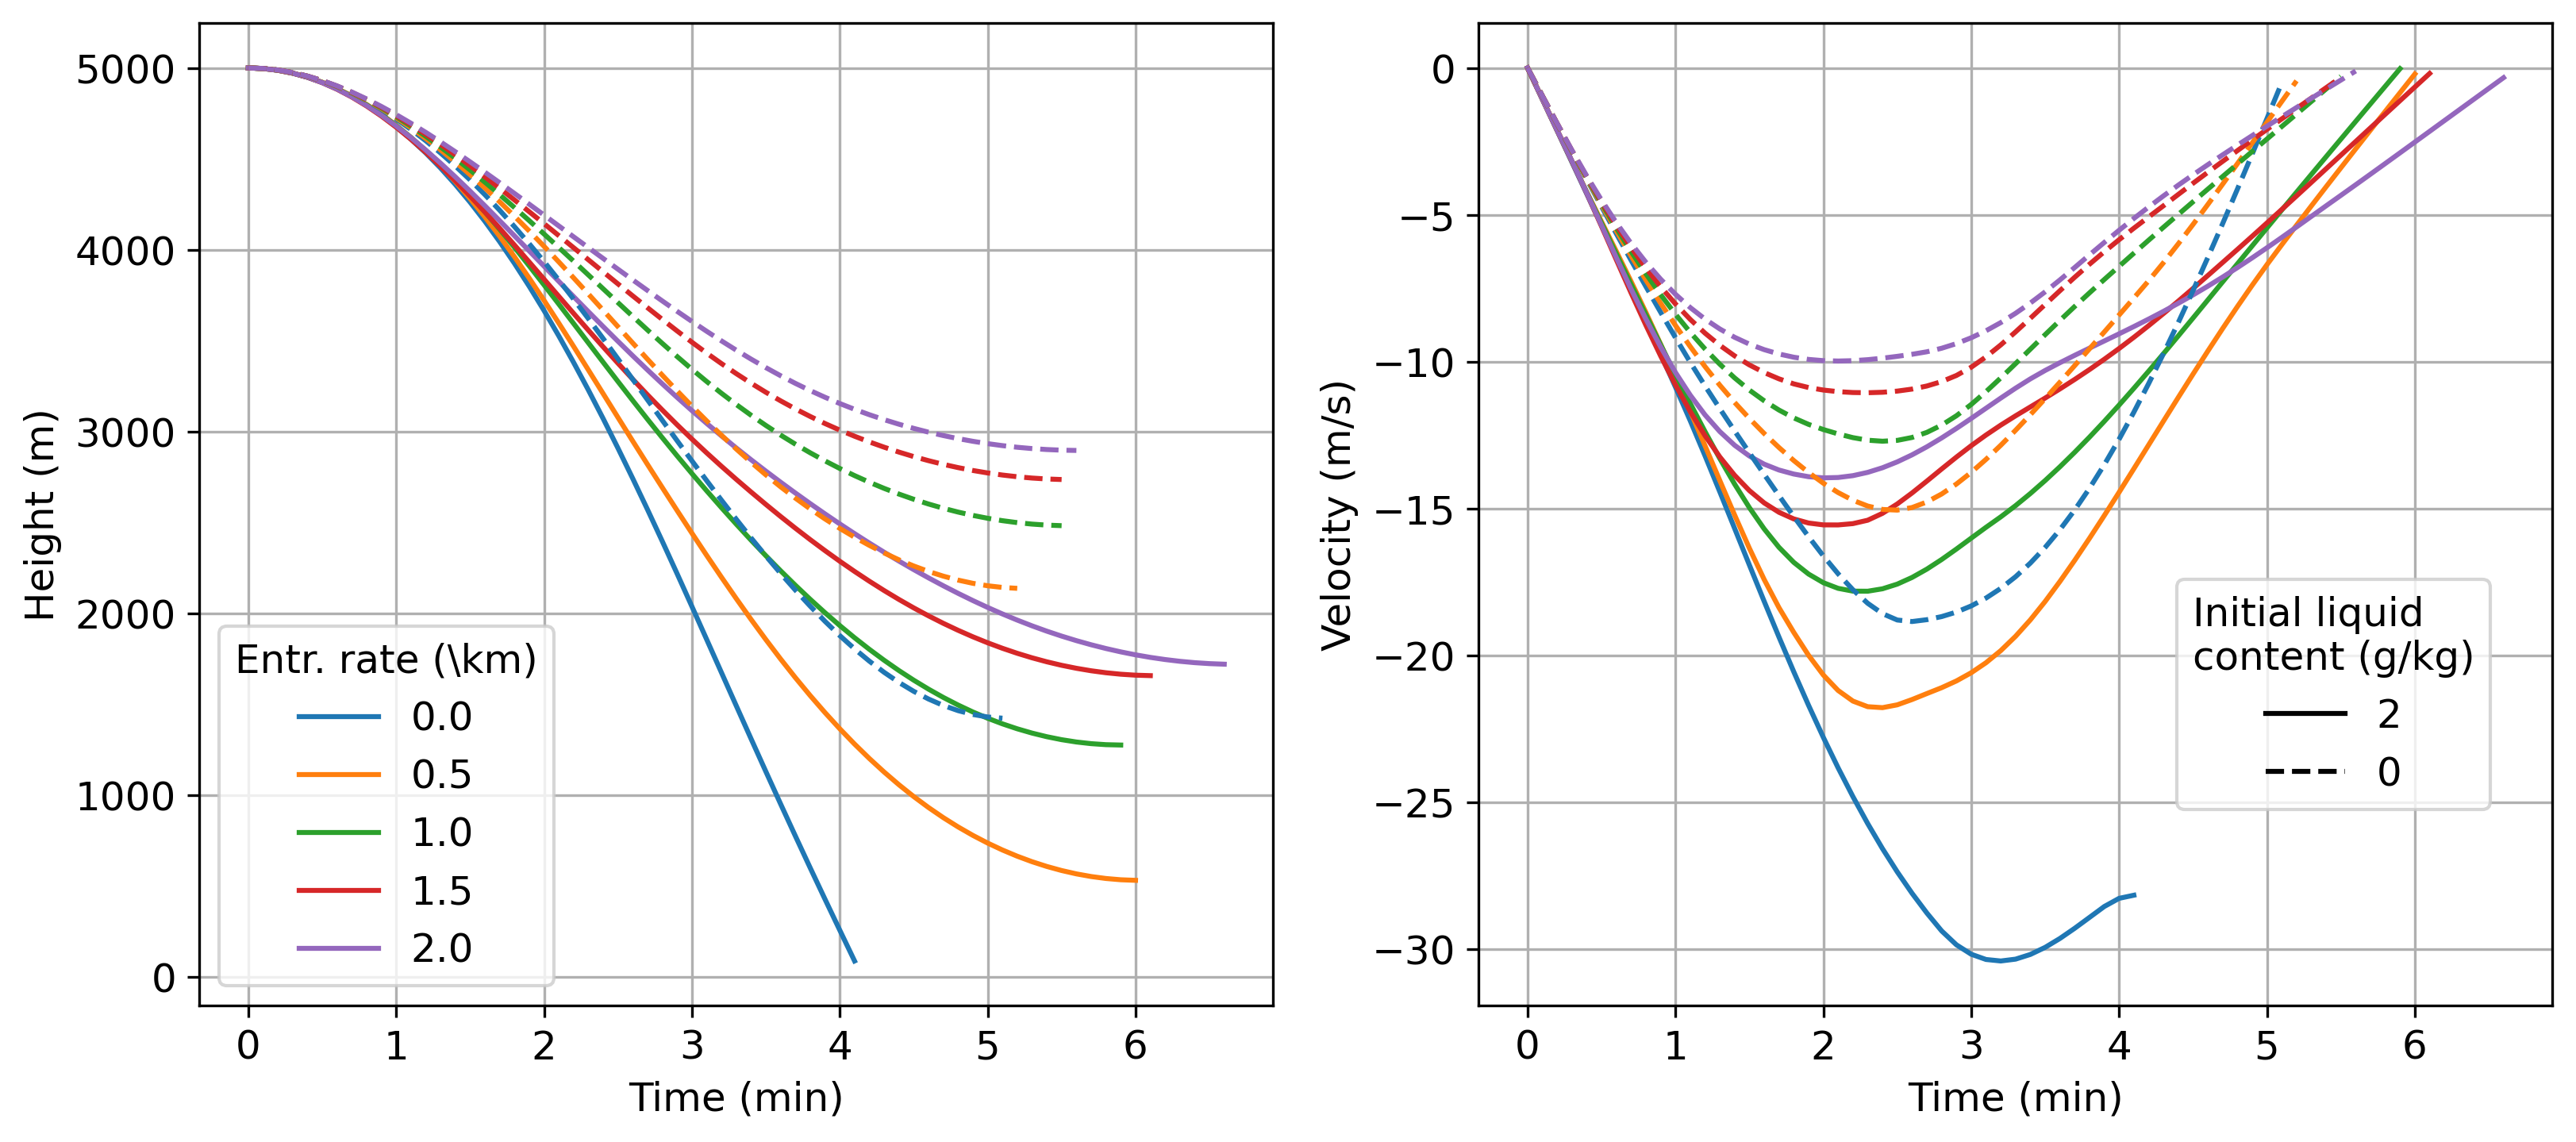 5000
4000
3000
2000
1000
0
Height (m)
Entr. rate (\km)
0.0
0.5
1.0
1.5
2.0
0 1 2 3 4 5 6
Time (min)
0
−5
−10
−15
−20
−25
−30
Velocity (m/s)
Initial liquid
content (g/kg)
2
0
0 1 2 3 4 5 6
Time (min)